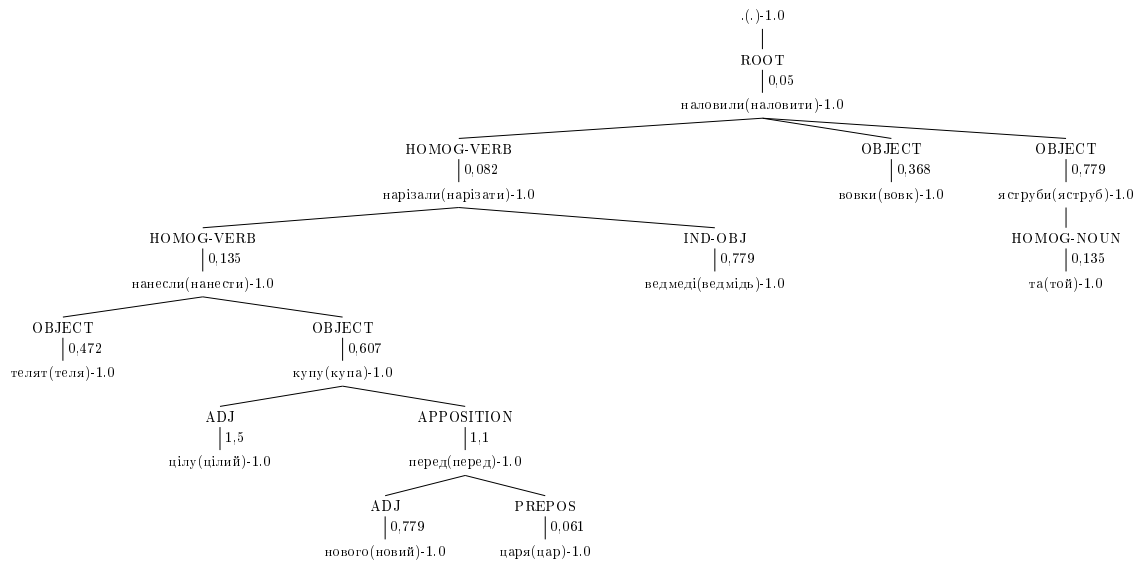 .(.)-1.0
ROOT
0,05
наловили(наловити)-1.0
HOMOG-VERB OBJECT OBJECT
0,082 0,368 0,779
нарізали(нарізати)-1.0 вовки(вовк)-1.0 яструби(яструб)-1.0
HOMOG-VERB IND-OBJ HOMOG-NOUN
0,135 0,779 0,135
нанесли(нанести)-1.0 ведмеді(ведмідь)-1.0 та(той)-1.0
OBJECT OBJECT
0,472 0,607
телят(теля)-1.0 купу(купа)-1.0
ADJ APPOSITION
1,5 1,1
цілу(цілий)-1.0 перед(перед)-1.0
ADJ PREPOS
0,779 0,061
нового(новий)-1.0 царя(цар)-1.0